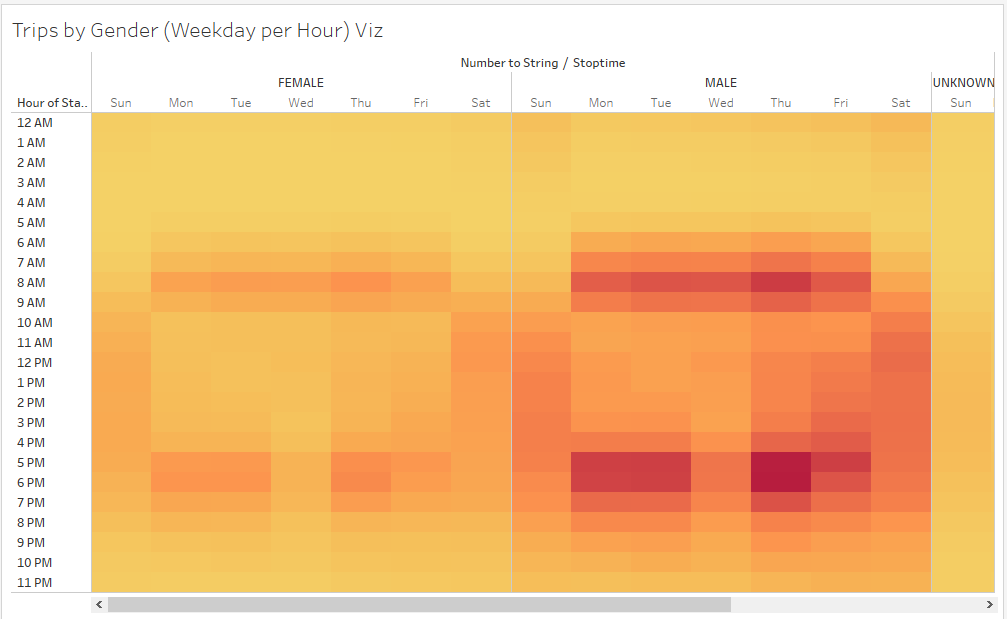 Trips by Gender (Weekday per Hour) Viz
Number to String / Stoptime
FEMALE MALE UNKNOWN
Hour of Sta.. Sun Mon Tue Wed Thu Fri Sat Sun Mon Tue Wed Thu Fri Sat Sun
12 AM
1 AM
2 AM
3 AM
4 AM
5 AM
6 AM
7 AM
8 AM
9 AM
10 AM
11 AM
12 PM
1 PM
2 PM
3 PM
4 PM
5 PM
6 PM
7 PM
8 PM
9 PM
10 PM
11 PM